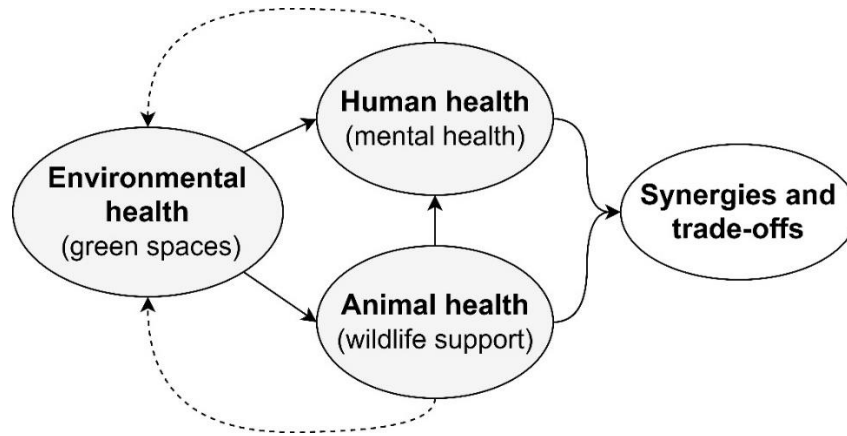 Human health
(mental health)
Environmental
health
(green spaces)
Synergies and
trade-offs
Animal health
(wildlife support)